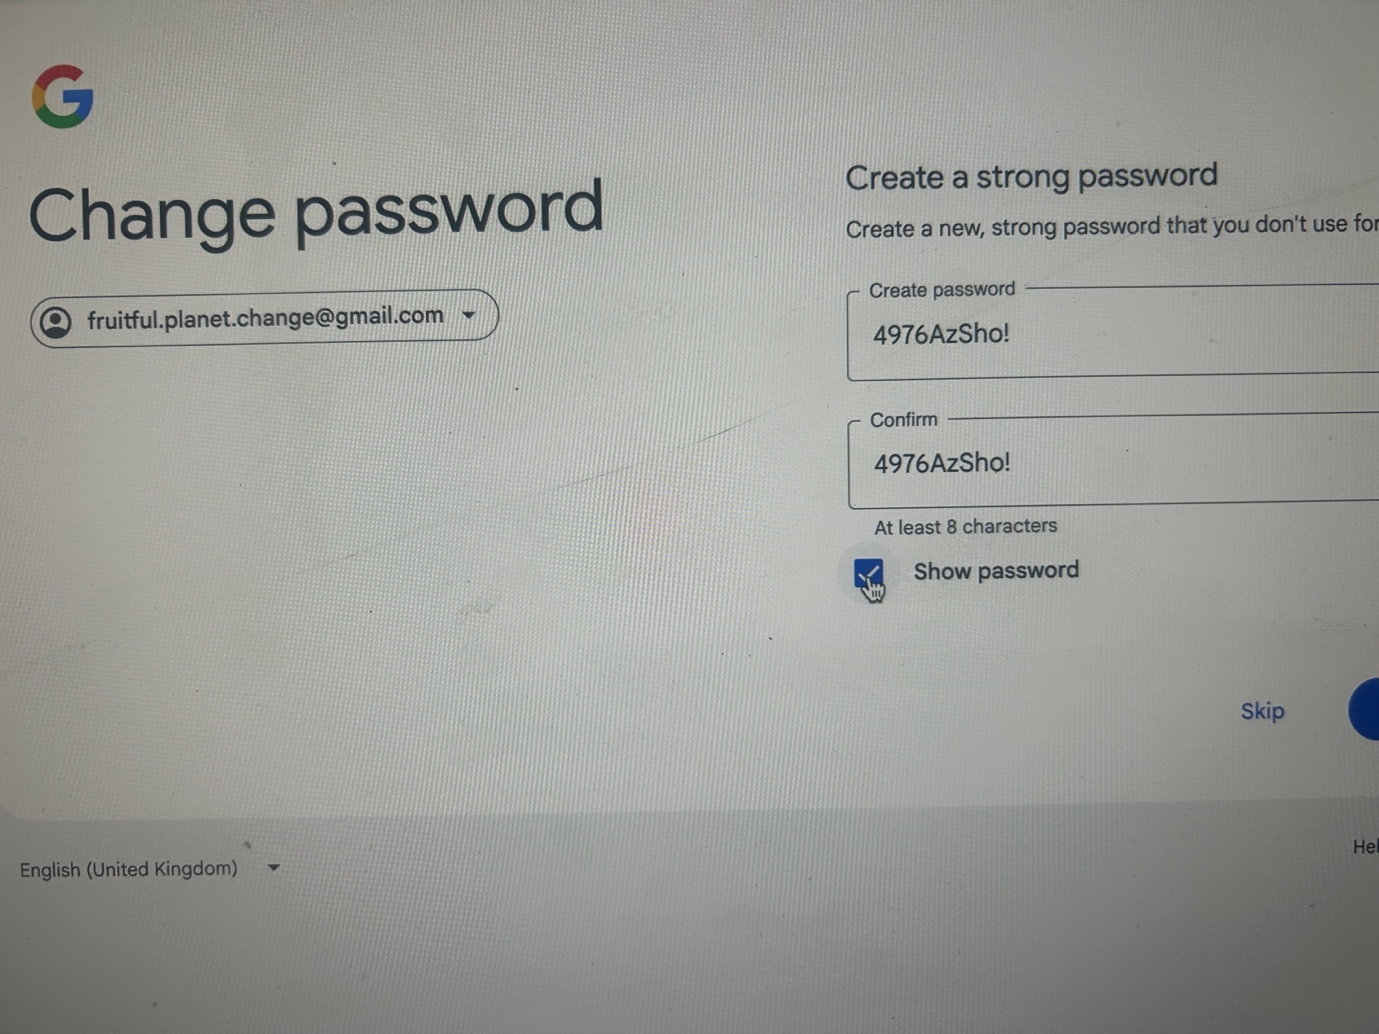 Change password
fruitful.planet.change@gmail.com
Create a strong password
Create a new, strong password that you don't use for
Create password
4976AzSho!
Confirm
4976AzSho!
At least 8 characters
Show password
Skip
English (United Kingdom)